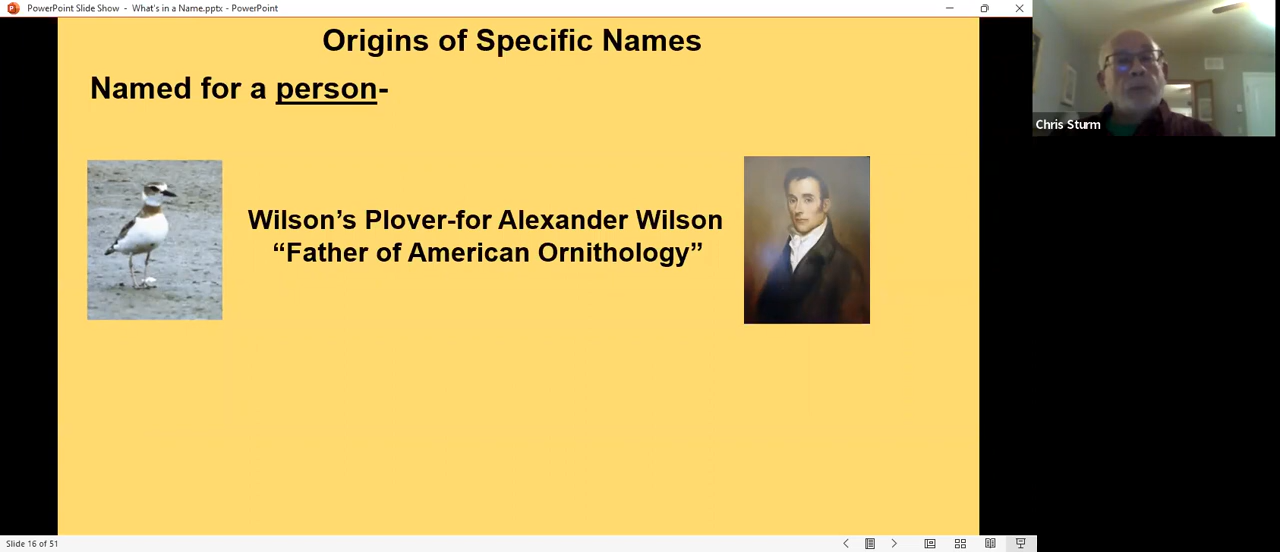 PowerPoint Slide Show - What's in a Name.pptx - PowerPoint
Origins of Specific Names
Named for a person-
Chris Sturm
Wilson’s Plover-for Alexander Wilson
“Father of American Ornithology”
Slide 16 of 51